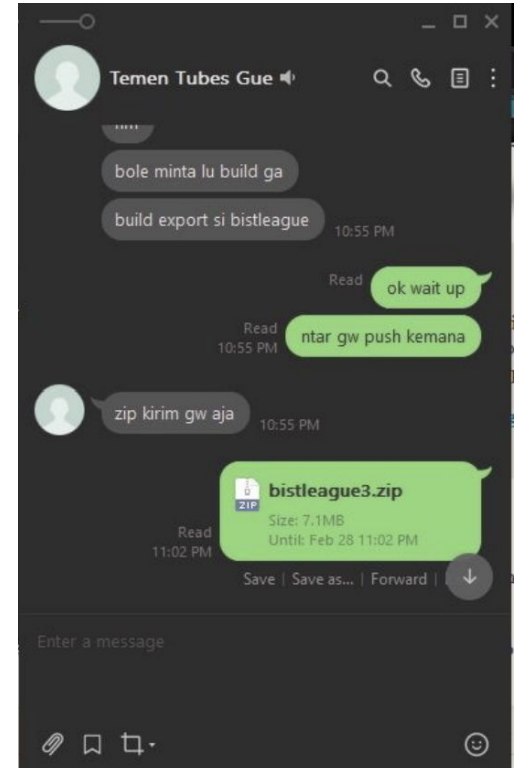 Temen Tubes Gue
bole minta lu build ga
build export si bistleague
10:55 PM
Read
ok wait up
Read
10:55 PM
ntar gw push kemana
zip kirim gw aja
10:55 PM
ZIP
bistleague3.zip
Size: 7.1MB
Until: Feb 28 11:02 PM
Read
11:02 PM
Save | Save as... | Forward |
Enter a message